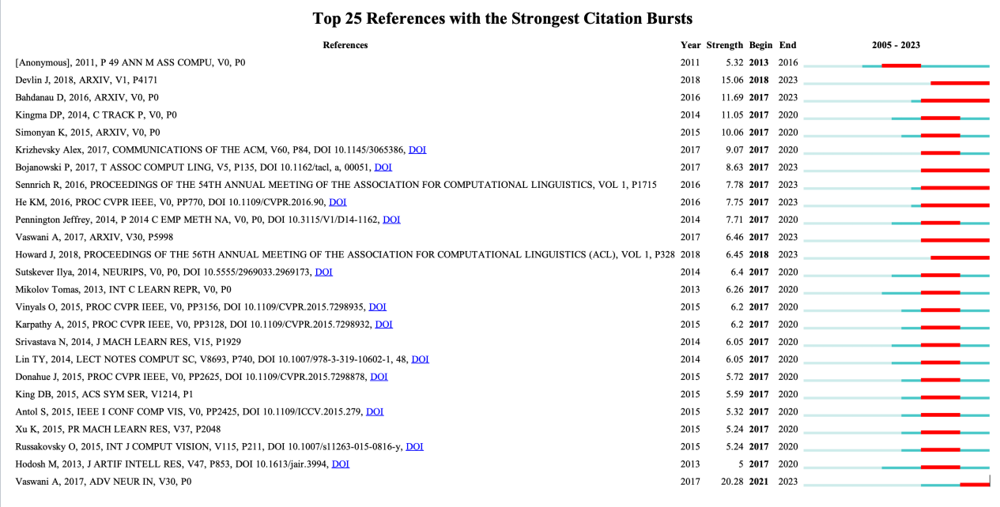 Top 25 References with the Strongest Citation Bursts
References Year Strength Begin End 2005 - 2023
[Anonymous], 2011, P 49 ANN M ASS COMPU, V0, P0 2011 5.32 2013 2016
Devlin J, 2018, ARXIV, V1, P4171 2018 15.06 2018 2023
Bahdanau D, 2016, ARXIV, V0, P0 2016 11.69 2017 2023
Kingma DP, 2014, C TRACK P, V0, P0 2014 11.05 2017 2020
Simonyan K, 2015, ARXIV, V0, P0 2015 10.06 2017 2020
Krizhevsky Alex, 2017, COMMUNICATIONS OF THE ACM, V60, P84, DOI 10.1145/3065386, DOI 2017 9.07 2017 2020
Bojanowski P, 2017, T ASSOC COMPUT LING, V5, P135, DOI 10.1162/tacl, a, 00051, DOI 2017 8.63 2017 2023
Sennrich R, 2016, PROCEEDINGS OF THE 54TH ANNUAL MEETING OF THE ASSOCIATION FOR COMPUTATIONAL LINGUISTICS, VOL 1, P1715 2016 7.78 2017 2023
He KM, 2016, PROC CVPR IEEE, V0, PP770, DOI 10.1109/CVPR.2016.90, DOI 2016 7.75 2017 2023
Pennington Jeffrey, 2014, P 2014 C EMP METH NA, V0, P0, DOI 10.3115/V1/D14-1162, DOI 2014 7.71 2017 2020
Vaswani A, 2017, ARXIV, V30, P5998 2017 6.46 2017 2023
Howard J, 2018, PROCEEDINGS OF THE 56TH ANNUAL MEETING OF THE ASSOCIATION FOR COMPUTATIONAL LINGUISTICS (ACL), VOL 1, P328 2018 6.45 2018 2023
Sutskever Ilya, 2014, NEURIPS, V0, P0, DOI 10.5555/2969033.2969173, DOI 2014 6.4 2017 2020
Mikolov Tomas, 2013, INT C LEARN REPR, V0, P0 2013 6.26 2017 2020
Vinyals O, 2015, PROC CVPR IEEE, V0, PP3156, DOI 10.1109/CVPR.2015.7298935, DOI 2015 6.2 2017 2020
Karpathy A, 2015, PROC CVPR IEEE, V0, PP3128, DOI 10.1109/CVPR.2015.7298932, DOI 2015 6.2 2017 2020
Srivastava N, 2014, J MACH LEARN RES, V15, P1929 2014 6.05 2017 2020
Lin TY, 2014, LECT NOTES COMPUT SC, V8693, P740, DOI 10.1007/978-3-319-10602-1, 48, DOI 2014 6.05 2017 2020
Donahue J, 2015, PROC CVPR IEEE, V0, PP2625, DOI 10.1109/CVPR.2015.7298878, DOI 2015 5.72 2017 2020
King DB, 2015, ACS SYM SER, V1214, P1 2015 5.59 2017 2020
Antol S, 2015, IEEE I CONF COMP VIS, V0, PP2425, DOI 10.1109/ICCV.2015.279, DOI 2015 5.32 2017 2020
Xu K, 2015, PR MACH LEARN RES, V37, P2048 2015 5.24 2017 2020
Russakovsky O, 2015, INT J COMPUT VISION, V115, P211, DOI 10.1007/s11263-015-0816-y, DOI 2015 5.24 2017 2020
Hodosh M, 2013, J ARTIF INTELL RES, V47, P853, DOI 10.1613/jair.3994, DOI 2013 5 2017 2020
Vaswani A, 2017, ADV NEUR IN, V30, P0 2017 20.28 2021 2023